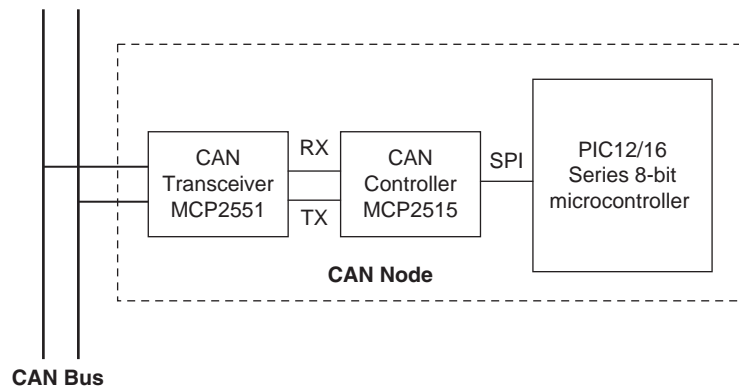 CAN
Transceiver
MCP2551
RX
TX
CAN
Controller
MCP2515
SPI
PIC12/16
Series 8-bit
microcontroller
CAN Node
CAN Bus